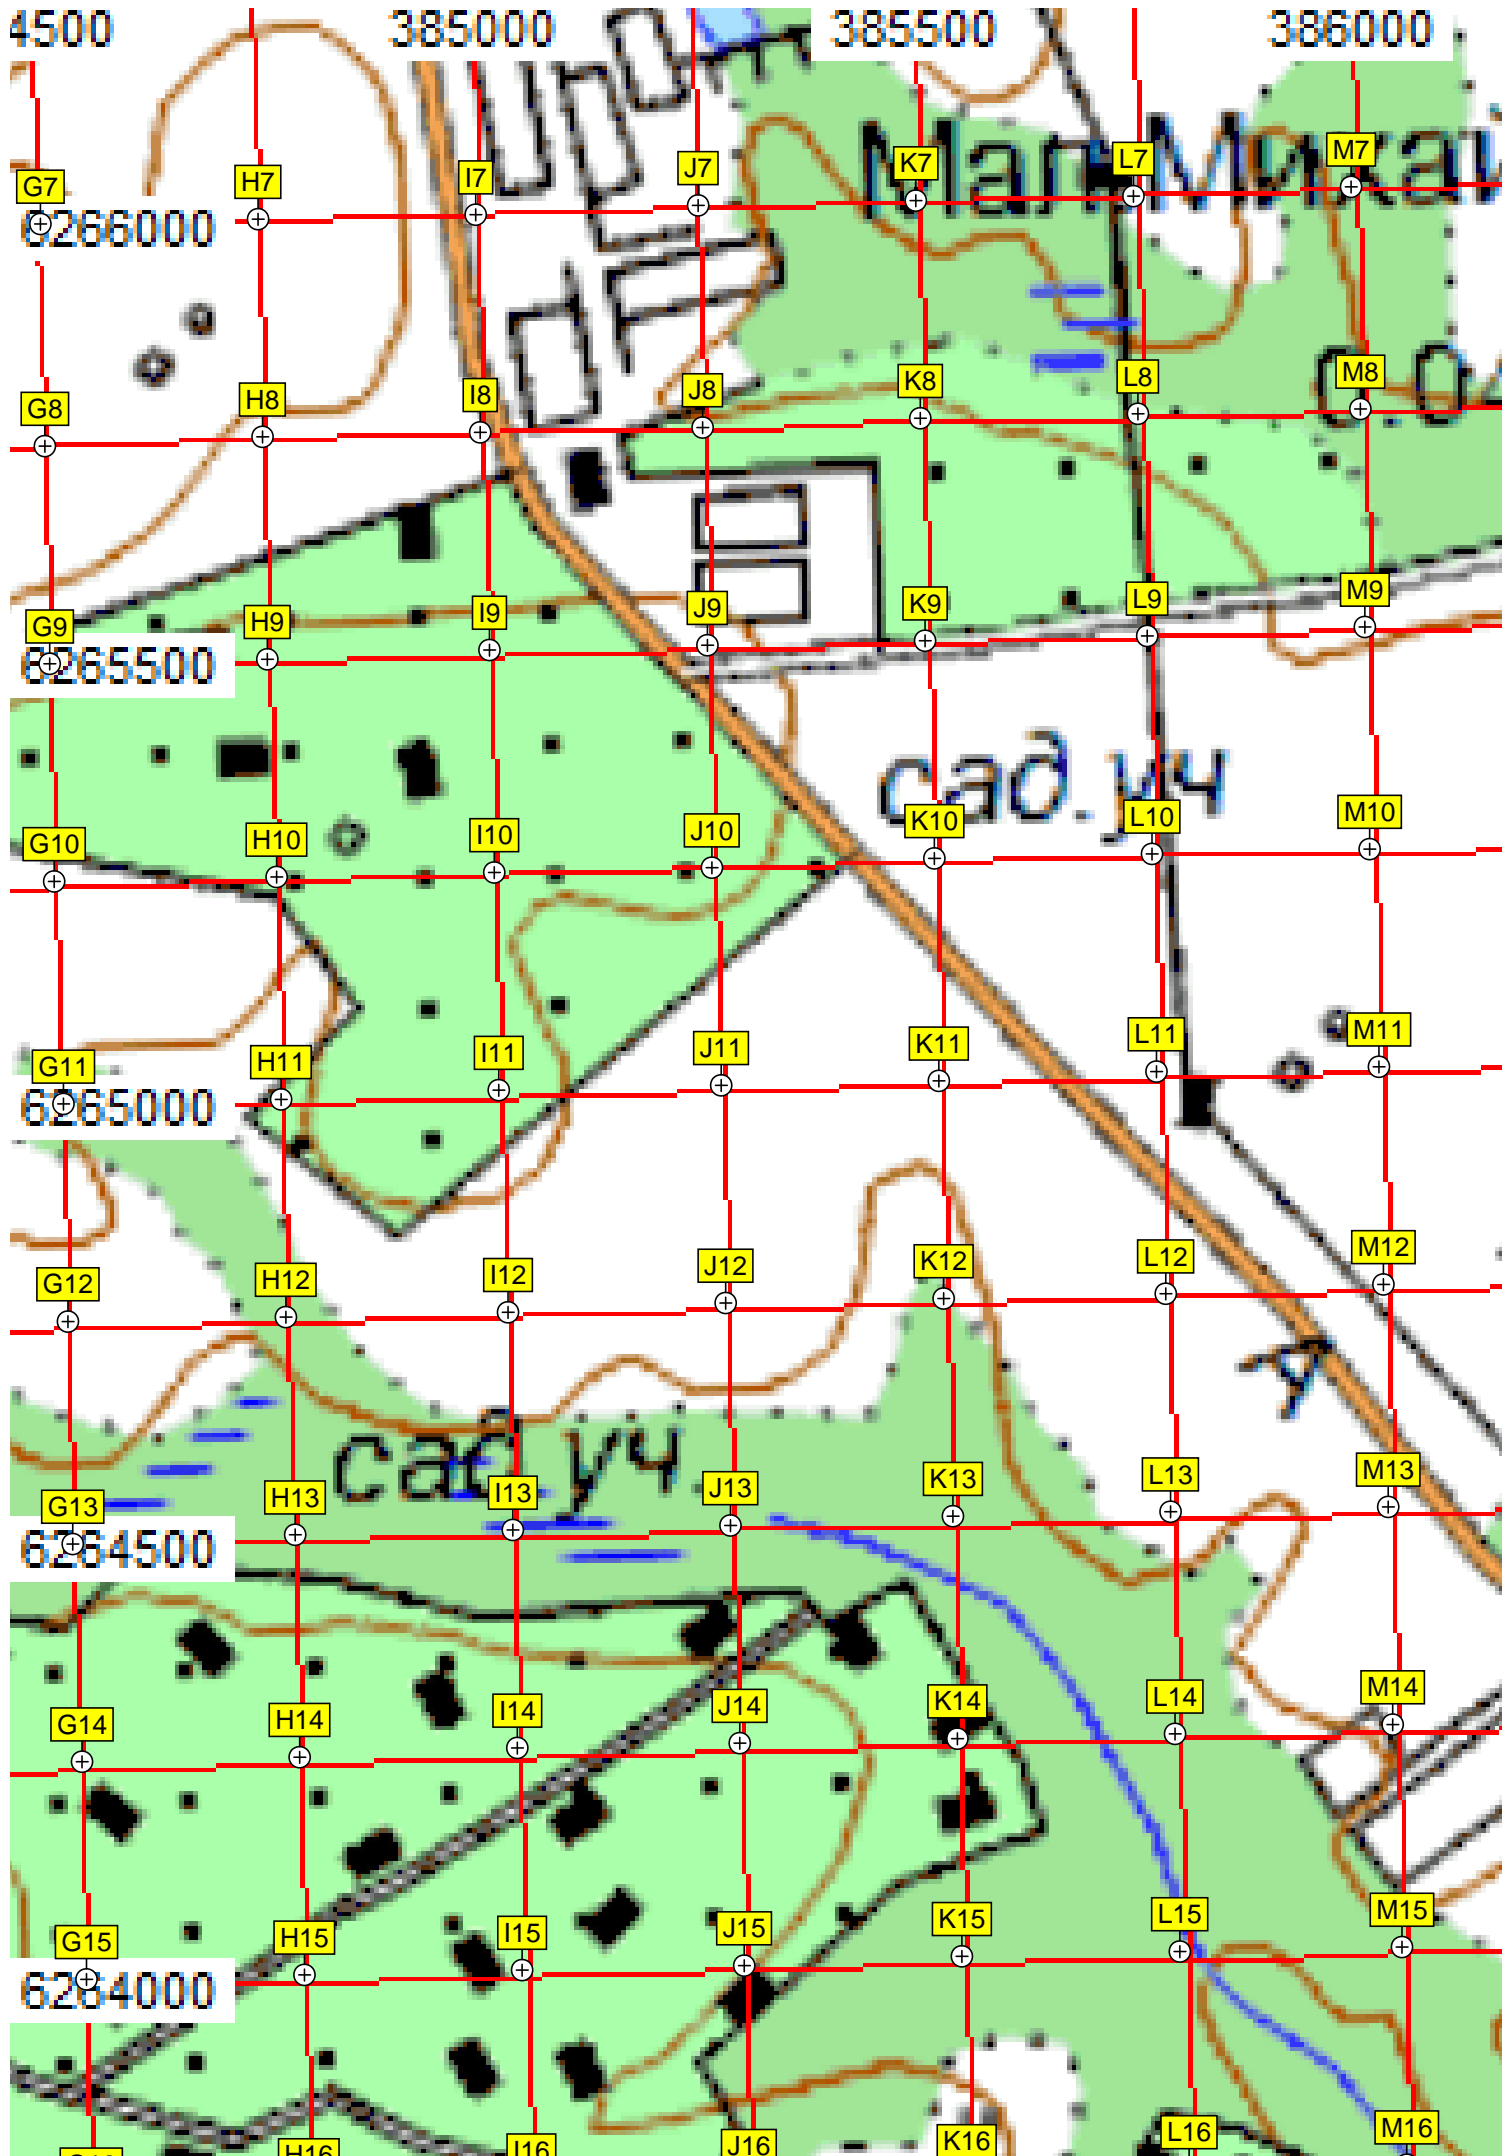 4500 385000 385500 386000
Мал. Михай
G7 H7 I7 J7 K7 L7 M7
6266000
G8 H8 I8 J8 K8 L8 M8
G9 H9 I9 J9 K9 L9 M9
6265500
сад.уч
G10 H10 I10 J10 K10 L10 M10
G11 H11 I11 J11 K11 L11 M11
6265000
G12 H12 I12 J12 K12 L12 M12
сад уч
G13 H13 I13 J13 K13 L13 M13
6264500
G14 H14 I14 J14 K14 L14 M14
G15 H15 I15 J15 K15 L15 M15
6264000
H16 I16 J16 K16 L16 M16